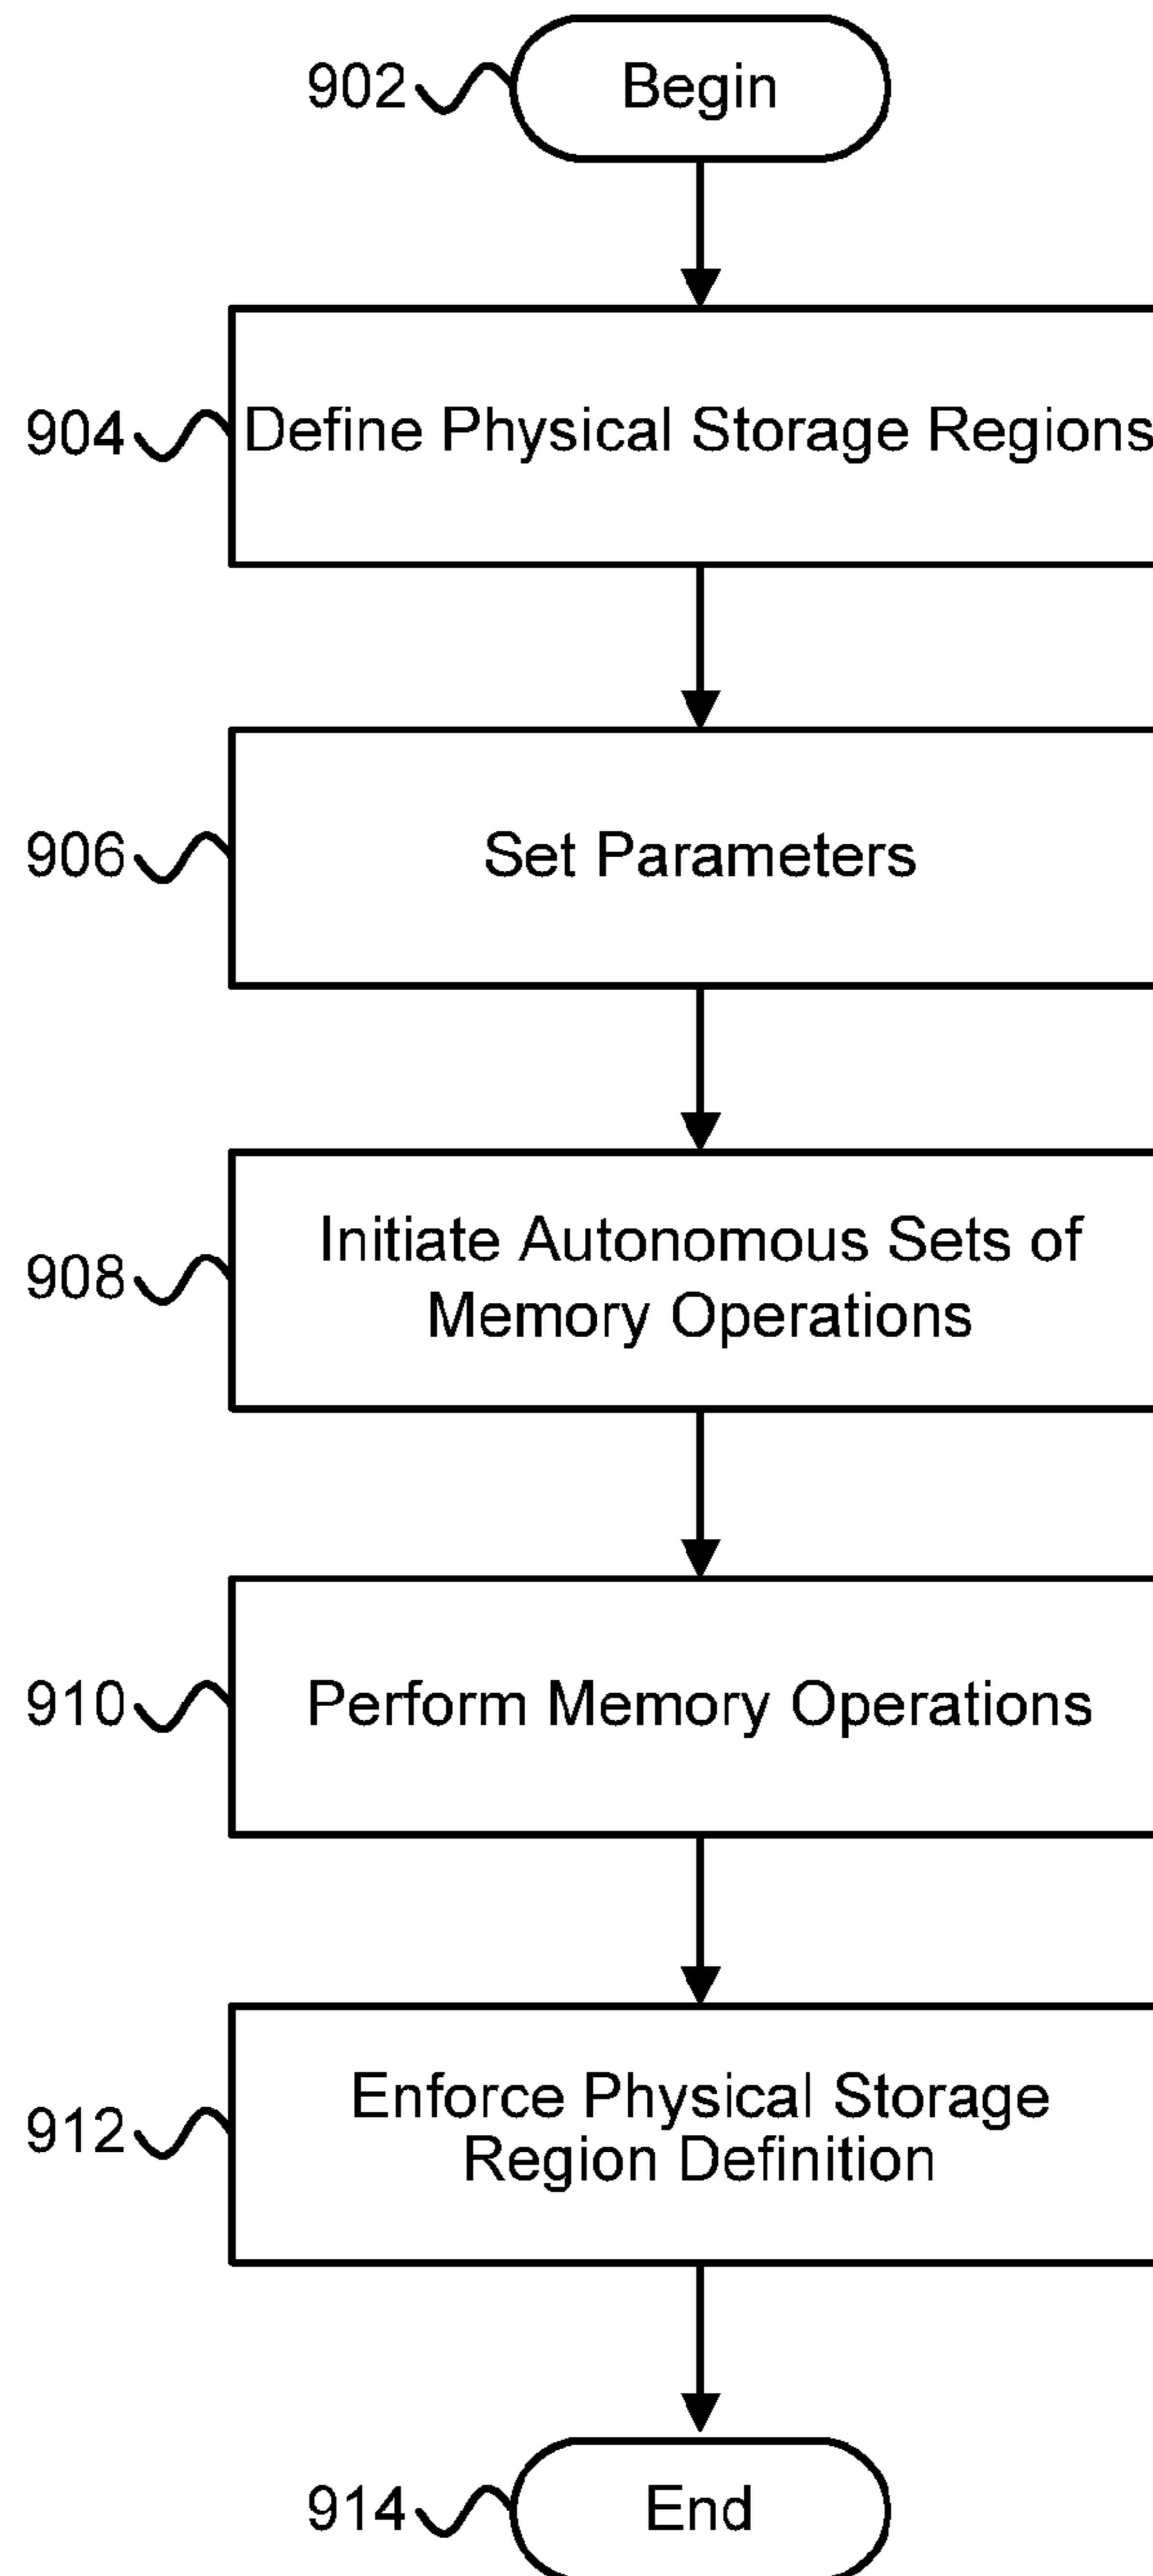 902
Begin
904
Define Physical Storage Regions
906
Set Parameters
908
Initiate Autonomous Sets of
Memory Operations
910
Perform Memory Operations
912
Enforce Physical Storage
Region Definition
914
End